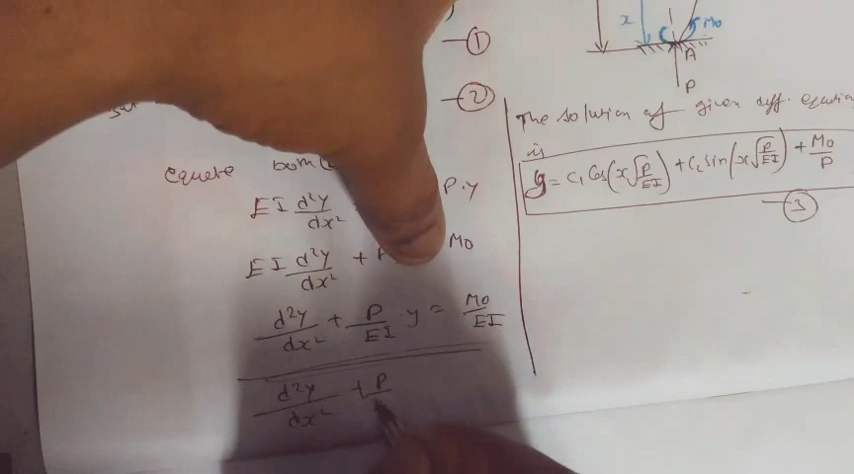 ①
②
equate both
EI d²y/dx² P.y
EI d²y/dx² + Mo
d²y/dx² + P/EI y = Mo/EI
d²y/dx² + P
x Mo
A
P
The solution of given diff. equation
is
y = C₁ Cos(x√P/EI) + C₂ sin(x√P/EI) + Mo/P
③